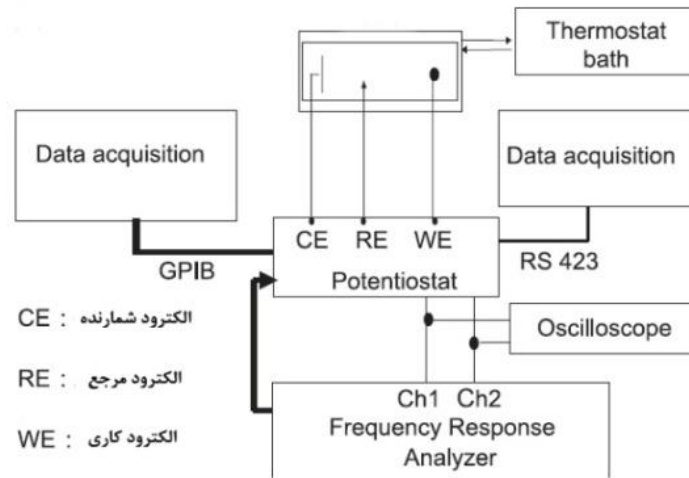 Thermostat
bath
Data acquisition
Data acquisition
CE RE WE
Potentiostat
GPIB
RS 423
CE : الکترود شمارنده
Oscilloscope
RE : الکترود مرجع
Ch1 Ch2
Frequency Response
Analyzer
WE : الکترود کاری